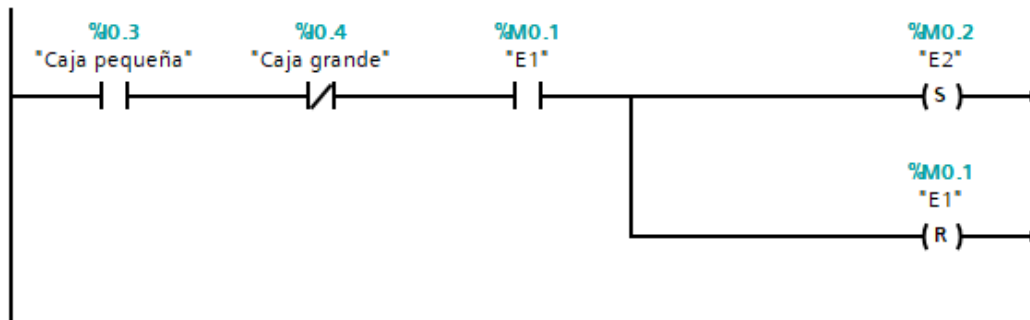 %I0.3 %I0.4 %M0.1 %M0.2
"Caja pequeña" "Caja grande" "E1" "E2"
S
%M0.1
"E1"
R